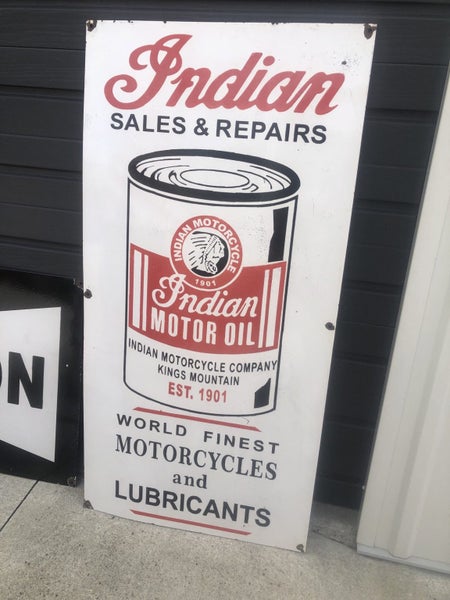 Indian
SALES & REPAIRS
INDIAN MOTORCYCLE
1901
Indian
MOTOR OIL
INDIAN MOTORCYCLE COMPANY
KINGS MOUNTAIN
EST. 1901
WORLD FINEST
MOTORCYCLES
and
LUBRICANTS
ON